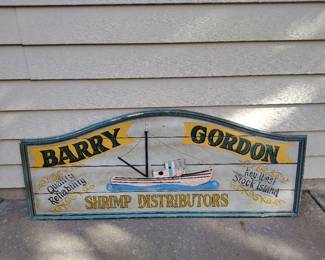 BARRY GORDON
Quality
Reliability
Key West
Stock Island
SHRIMP DISTRIBUTORS